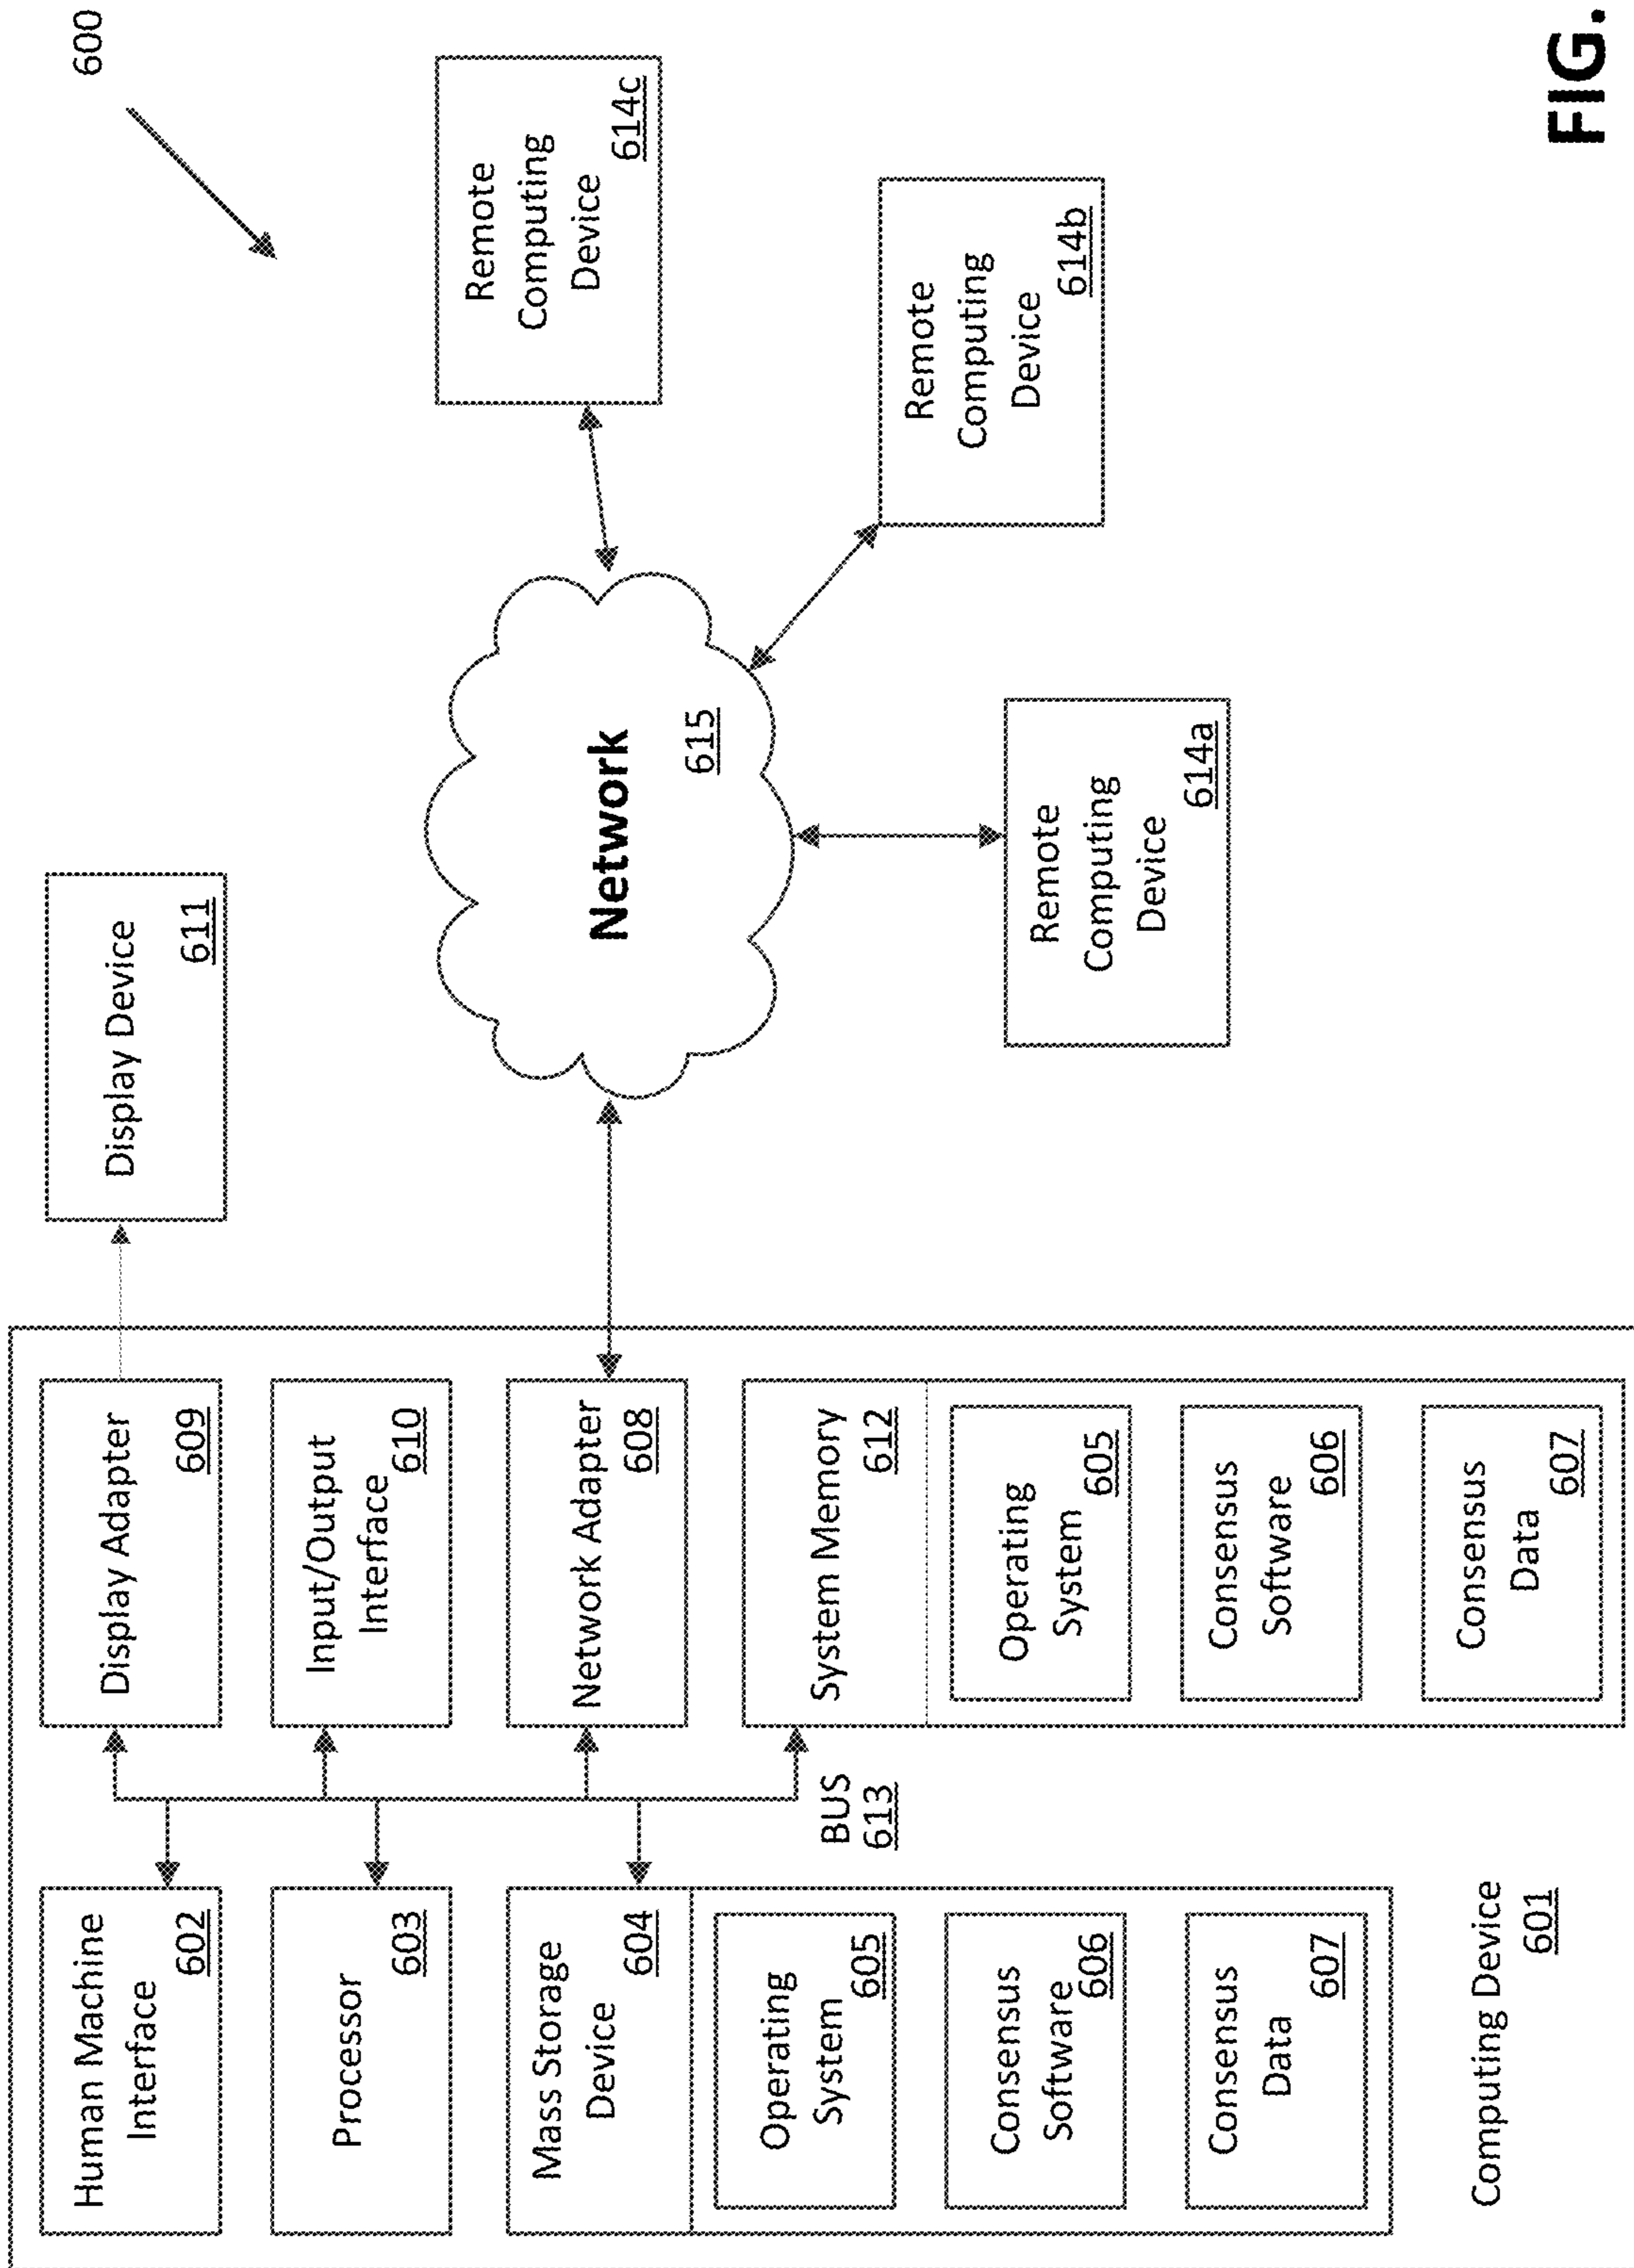 600
Human Machine
Interface
602
Processor
603
Mass Storage
Device
604
Operating
System
605
Consensus
Software
606
Consensus
Data
607
Computing Device
601
BUS
613
Display Adapter
609
Input/Output
Interface
610
Network Adapter
608
System Memory
612
Operating
System
605
Consensus
Software
606
Consensus
Data
607
Display Device
611
Network
615
Remote
Computing
Device
614a
Remote
Computing
Device
614b
Remote
Computing
Device
614c
FIG.